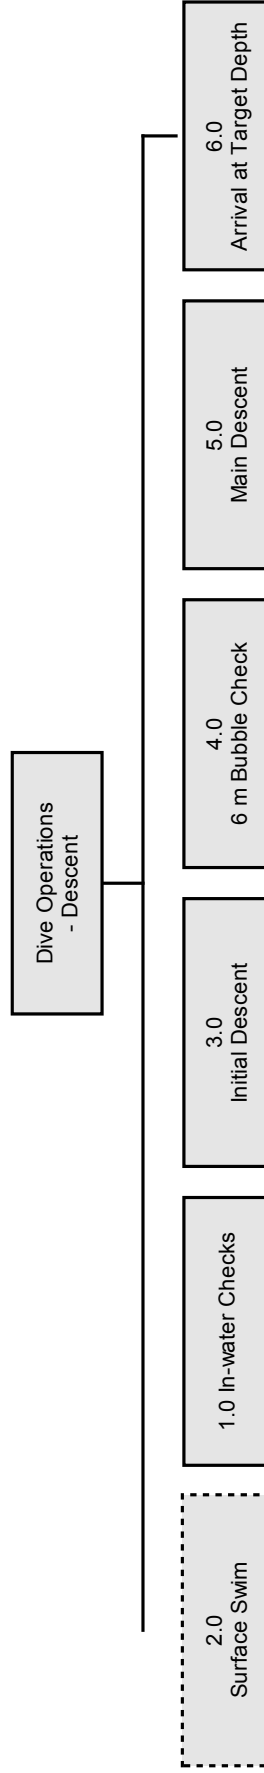 Dive Operations
- Descent
2.0
Surface Swim
1.0 In-water Checks
3.0
Initial Descent
4.0
6 m Bubble Check
5.0
Main Descent
6.0
Arrival at Target Depth